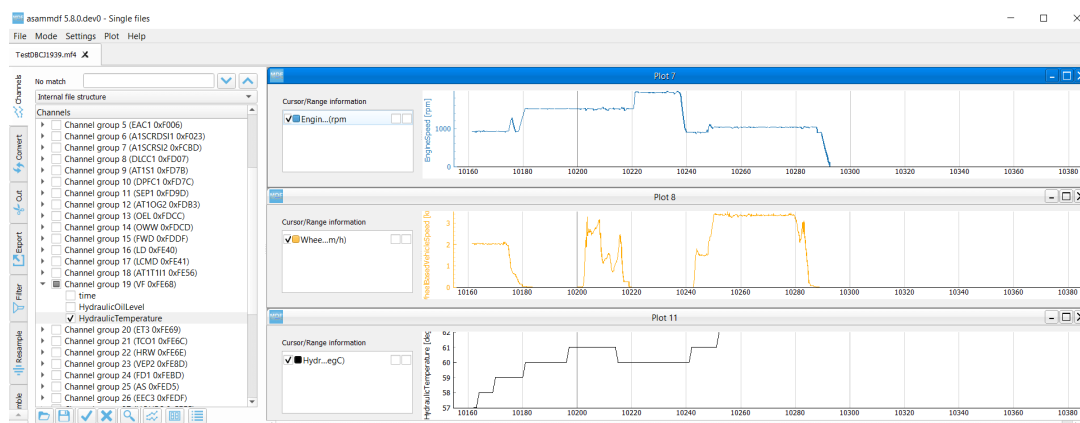 asammdf 5.8.0.dev0 - Single files
File Mode Settings Plot Help
TestDBCJ1939.mf4
Channels
Convert
Cut
Export
Filter
Resample
No match
Internal file structure
Channels
Channel group 5 (EAC1 0xF006)
Channel group 6 (A1SCRDSI1 0xF023)
Channel group 7 (A1SCRSI2 0xFCBD)
Channel group 8 (DLCC1 0xFD07)
Channel group 9 (AT1S1 0xFD7B)
Channel group 10 (DPFC1 0xFD7C)
Channel group 11 (SEP1 0xFD9D)
Channel group 12 (AT1OG2 0xFDB3)
Channel group 13 (OEL 0xFDCC)
Channel group 14 (OWW 0xFDCD)
Channel group 15 (FWD 0xFDDF)
Channel group 16 (LD 0xFE40)
Channel group 17 (LCMD 0xFE41)
Channel group 18 (AT1T1I1 0xFE56)
Channel group 19 (VF 0xFE68)
time
HydraulicOilLevel
HydraulicTemperature
Channel group 20 (ET3 0xFE69)
Channel group 21 (TCO1 0xFE6C)
Channel group 22 (HRW 0xFE6E)
Channel group 23 (VEP2 0xFE8D)
Channel group 24 (FD1 0xFEBD)
Channel group 25 (AS 0xFED5)
Channel group 26 (EEC3 0xFEDF)
Plot 7
Cursor/Range information
Engin...(rpm
EngineSpeed [rpm]
1000
0
10160 10180 10200 10220 10240 10260 10280 10300 10320 10340 10360 10380
Plot 8
Cursor/Range information
Whee...m/h)
3
2
1
0
10160 10180 10200 10220 10240 10260 10280 10300 10320 10340 10360 10380
Plot 11
Cursor/Range information
Hydr...egC)
HydraulicTemperature [deg
62
61
60
59
58
57
10160 10180 10200 10220 10240 10260 10280 10300 10320 10340 10360 10380